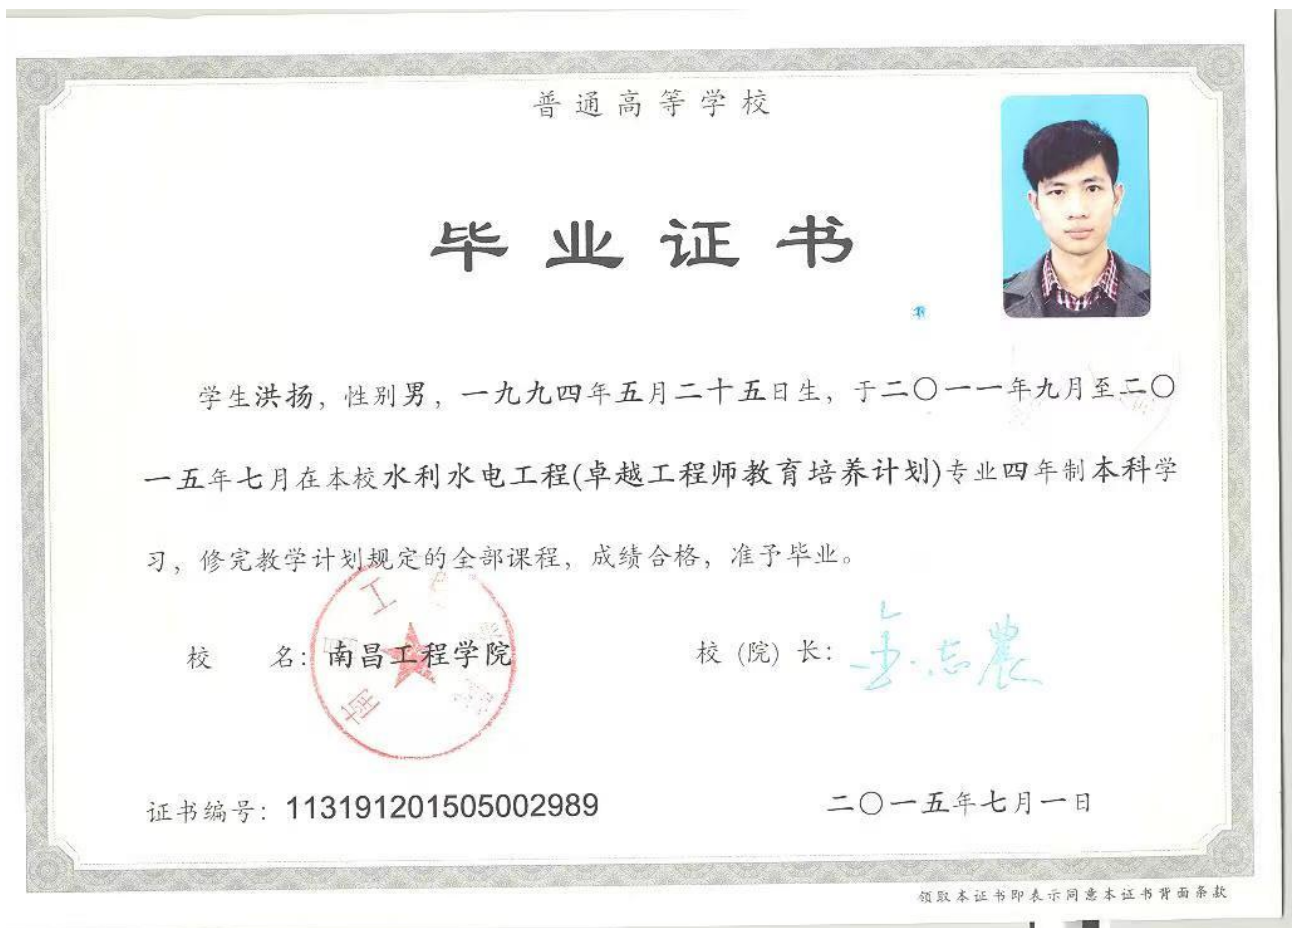 普通高等学校
毕业证书
学生洪扬，性别男，一九九四年五月二十五日生，于二〇一一年九月至二〇
一五年七月在本校水利水电工程(卓越工程师教育培养计划)专业四年制本科学
习，修完教学计划规定的全部课程，成绩合格，准予毕业。
校 名：南昌工程学院
校（院）长：金志農
证书编号：113191201505002989
二〇一五年七月一日
领取本证书即表示同意本证书背面条款